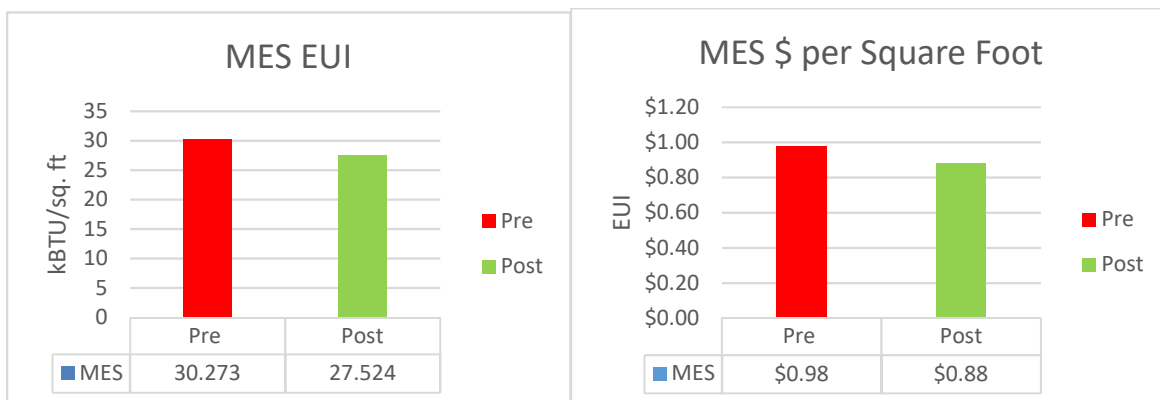 MES EUI
kBTU/sq. ft
35
30
25
20
15
10
5
0
Pre
Post
Pre Post
MES 30.273 27.524
MES $ per Square Foot
EUI
$1.20
$1.00
$0.80
$0.60
$0.40
$0.20
$0.00
Pre
Post
Pre Post
MES $0.98 $0.88